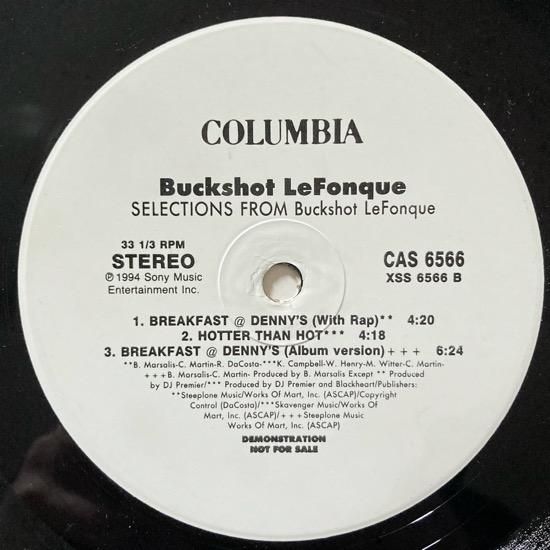 COLUMBIA
Buckshot LeFonque
SELECTIONS FROM Buckshot LeFonque
33 1/3 RPM
STEREO
℗ 1994 Sony Music
Entertainment Inc.
CAS 6566
XSS 6566 B
1. BREAKFAST @ DENNY'S (With Rap)** 4:20
2. HOTTER THAN HOT*** 4:18
3. BREAKFAST @ DENNY'S (Album version)+++ 6:24
**B. Marsalis-C. Martin-R. DaCosta-***K. Campbell-W. Henry-M. Witter-C. Martin-
+++B. Marsalis-C. Martin- Produced by B. Marsalis Except ** Produced
by DJ Premier/*** Produced by DJ Premier and Blackheart/Publishers:
**Steeplone Music/Works Of Mart, Inc. (ASCAP)/Copyright
Control (DaCosta)/***Skavenger Music/Works of
Mart, Inc. (ASCAP)/+++Steeplone Music
Works Of Mart, Inc. (ASCAP)
DEMONSTRATION
NOT FOR SALE